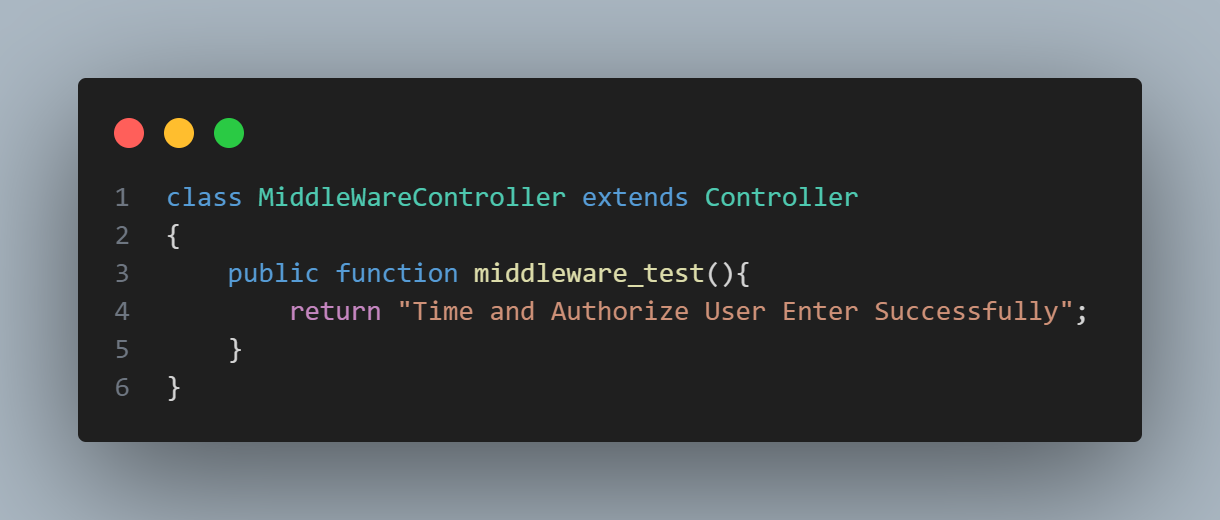 1 class MiddleWareController extends Controller
2 {
3     public function middleware_test(){
4         return "Time and Authorize User Enter Successfully";
5     }
6 }